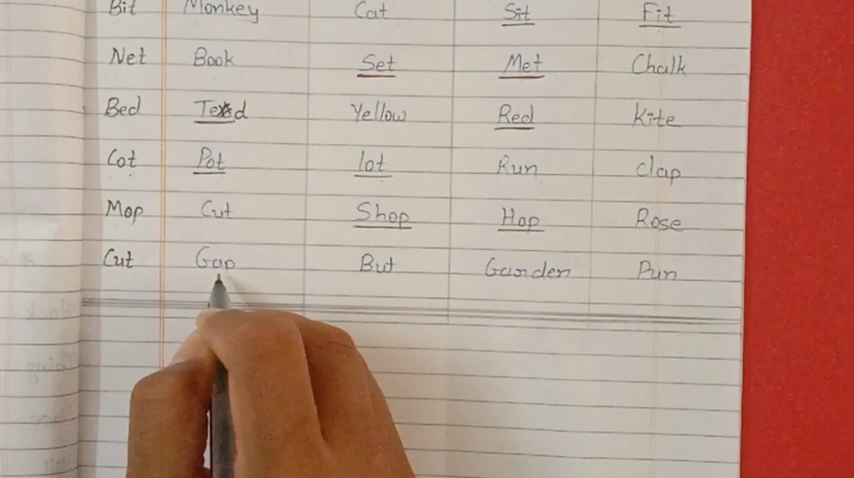 Bit Monkey Cat Sit Fit
Net Book Set Met Chalk
Bed Yellow Red Kite
Cot Pot lot Run clap
Mop Cut Shop Hop Rose
Cut Gap But Garden Pun